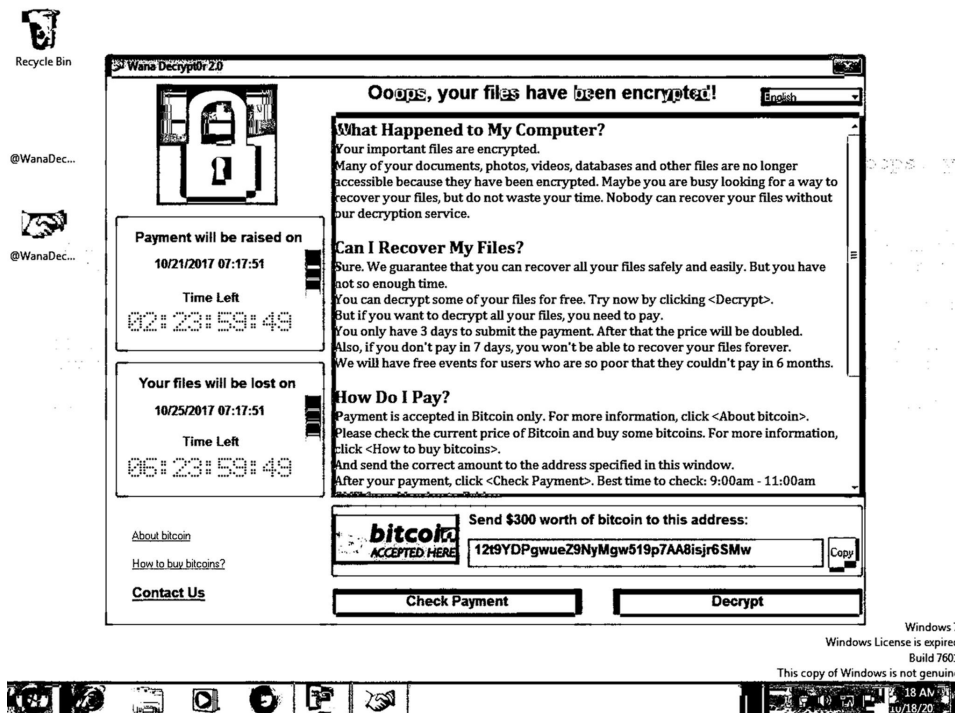 Recycle Bin
@WanaDec...
@WanaDec...
Wana Decrypt0r 2.0
Ooops, your files have been encrypted!
English
Payment will be raised on
10/21/2017 07:17:51
Time Left
02:23:59:49
Your files will be lost on
10/25/2017 07:17:51
Time Left
06:23:59:49
About bitcoin
How to buy bitcoins?
Contact Us
What Happened to My Computer?
Your important files are encrypted.
Many of your documents, photos, videos, databases and other files are no longer
accessible because they have been encrypted. Maybe you are busy looking for a way to
recover your files, but do not waste your time. Nobody can recover your files without
our decryption service.
Can I Recover My Files?
Sure. We guarantee that you can recover all your files safely and easily. But you have
not so enough time.
You can decrypt some of your files for free. Try now by clicking <Decrypt>.
But if you want to decrypt all your files, you need to pay.
You only have 3 days to submit the payment. After that the price will be doubled.
Also, if you don't pay in 7 days, you won't be able to recover your files forever.
We will have free events for users who are so poor that they couldn't pay in 6 months.
How Do I Pay?
Payment is accepted in Bitcoin only. For more information, click <About bitcoin>.
Please check the current price of Bitcoin and buy some bitcoins. For more information,
click <How to buy bitcoins>.
And send the correct amount to the address specified in this window.
After your payment, click <Check Payment>. Best time to check: 9:00am - 11:00am
bitcoin
ACCEPTED HERE
Send $300 worth of bitcoin to this address:
12t9YDPgwueZ9NyMgw519p7AA8isjr6SMw
Copy
Check Payment
Decrypt
Windows 7
Windows License is expired
Build 7601
This copy of Windows is not genuine
18 AM
10/18/20